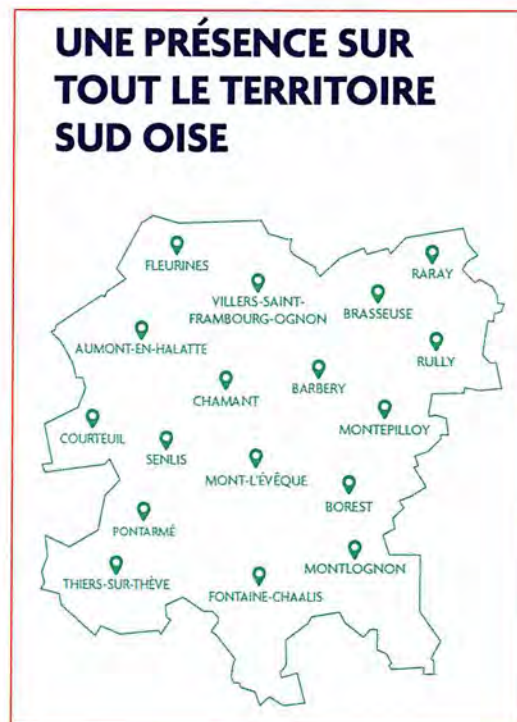 UNE PRÉSENCE SUR
TOUT LE TERRITOIRE
SUD OISE
FLEURINES
RARAY
VILLERS-SAINT-
FRAMBOURG-OGNON
BRASSEUSE
AUMONT-EN-HALATTE
RULLY
BARBERY
CHAMANT
MONTEPILLOY
COURTEUIL
SENLIS
MONT-L'ÉVÊQUE
BOREST
PONTARMÉ
MONTLOGNON
THIERS-SUR-THÈVE
FONTAINE-CHAALIS